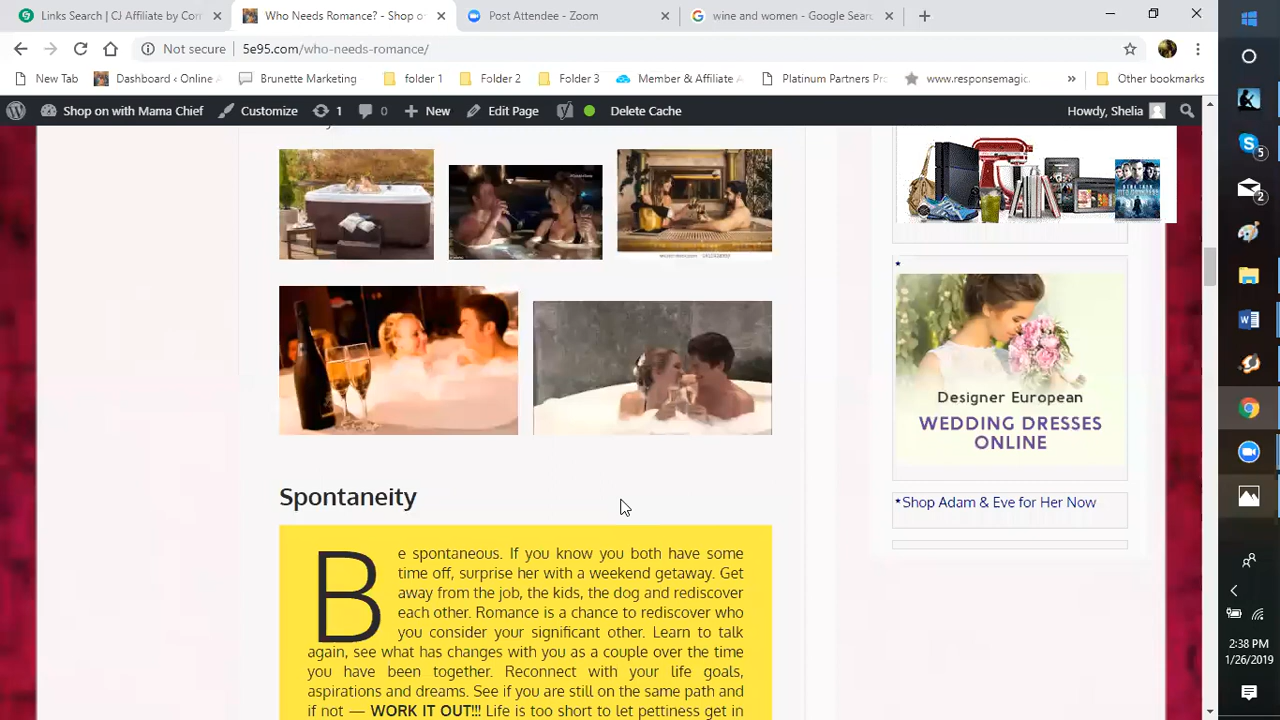 Links Search | CJ Affiliate by Con
Who Needs Romance? - Shop o
Post Attendee - Zoom
wine and women - Google Sear
Not secure
5e95.com/who-needs-romance/
New Tab
Dashboard ‹ Online A
Brunette Marketing
folder 1
Folder 2
Folder 3
Member & Affiliate A
Platinum Partners Pr
www.responsemagic.
»
Other bookmarks
Shop on with Mama Chief
Customize
1
0
New
Edit Page
Delete Cache
Howdy, Shelia
Spontaneity
Be spontaneous. If you know you both have some
time off, surprise her with a weekend getaway. Get
away from the job, the kids, the dog and rediscover
each other. Romance is a chance to rediscover who
you consider your significant other. Learn to talk
again, see what has changes with you as a couple over the time
you have been together. Reconnect with your life goals,
aspirations and dreams. See if you are still on the same path and
if not — WORK IT OUT!!! Life is too short to let pettiness get in
*
Designer European
WEDDING DRESSES
ONLINE
*Shop Adam & Eve for Her Now
5
2
2:38 PM
1/26/2019